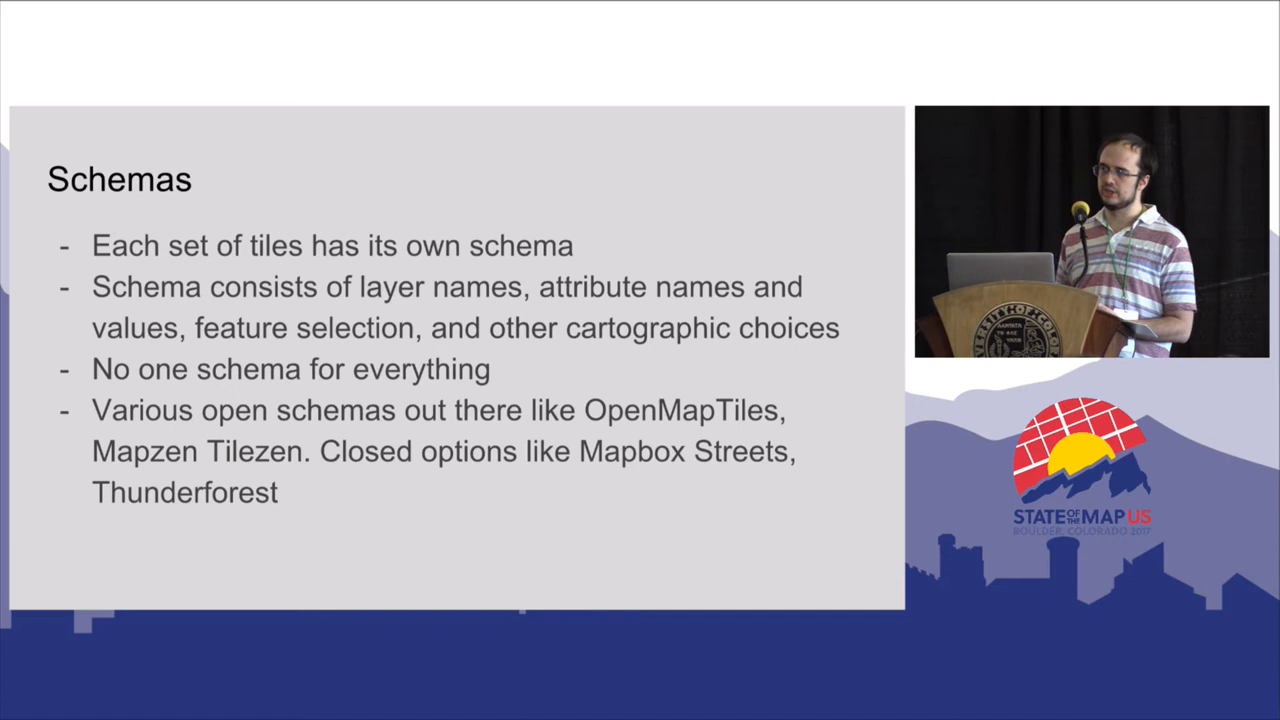 Schemas
- Each set of tiles has its own schema
- Schema consists of layer names, attribute names and
values, feature selection, and other cartographic choices
- No one schema for everything
- Various open schemas out there like OpenMapTiles,
Mapzen Tilezen. Closed options like Mapbox Streets,
Thunderforest
STATE OF THE MAP US
BOULDER, COLORADO 2017